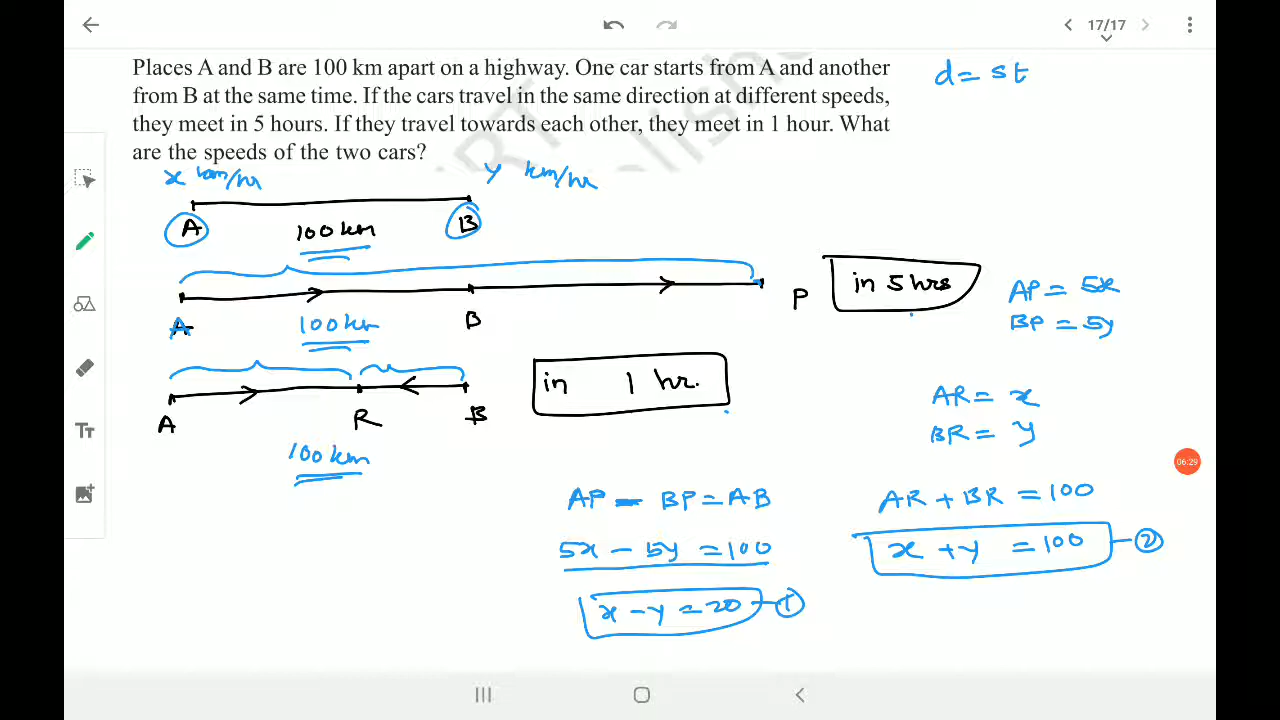 17/17
Places A and B are 100 km apart on a highway. One car starts from A and another
from B at the same time. If the cars travel in the same direction at different speeds,
they meet in 5 hours. If they travel towards each other, they meet in 1 hour. What
are the speeds of the two cars?
d = st
x km/hr
y km/hr
A
100 km
B
A
100 km
B
P
in 5 hrs
AP = 5x
BP = 5y
A
R
B
100 km
in 1 hr.
AR = x
BR = y
06:29
AP - BP = AB
5x - 5y = 100
x - y = 20 - ①
AR + BR = 100
x + y = 100 - ②
Tт